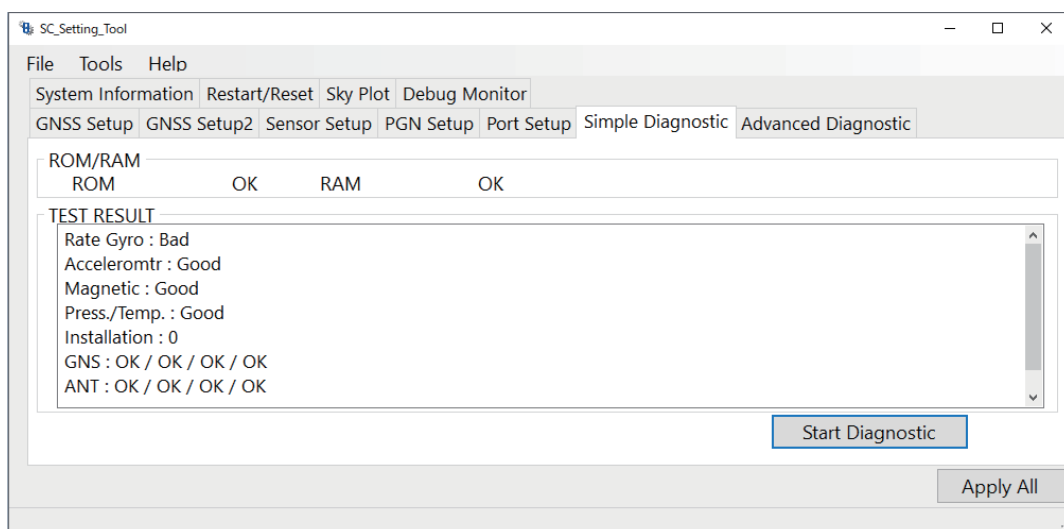 SC_Setting_Tool
File Tools Help
System Information Restart/Reset Sky Plot Debug Monitor
GNSS Setup GNSS Setup2 Sensor Setup PGN Setup Port Setup Simple Diagnostic Advanced Diagnostic
ROM/RAM
ROM OK RAM OK
TEST RESULT
Rate Gyro : Bad
Acceleromtr : Good
Magnetic : Good
Press./Temp. : Good
Installation : 0
GNS : OK / OK / OK / OK
ANT : OK / OK / OK / OK
Start Diagnostic
Apply All